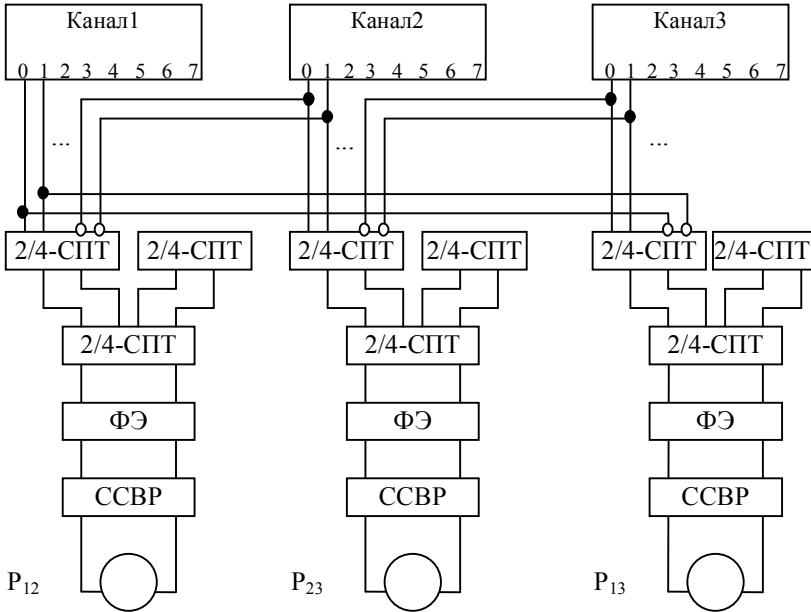 Канал1 Канал2 Канал3
0 1 2 3 4 5 6 7 0 1 2 3 4 5 6 7 0 1 2 3 4 5 6 7
... ... ...
2/4-СПТ 2/4-СПТ 2/4-СПТ 2/4-СПТ 2/4-СПТ 2/4-СПТ
2/4-СПТ 2/4-СПТ 2/4-СПТ
ФЭ ФЭ ФЭ
ССВР ССВР ССВР
Р12 Р23 Р13